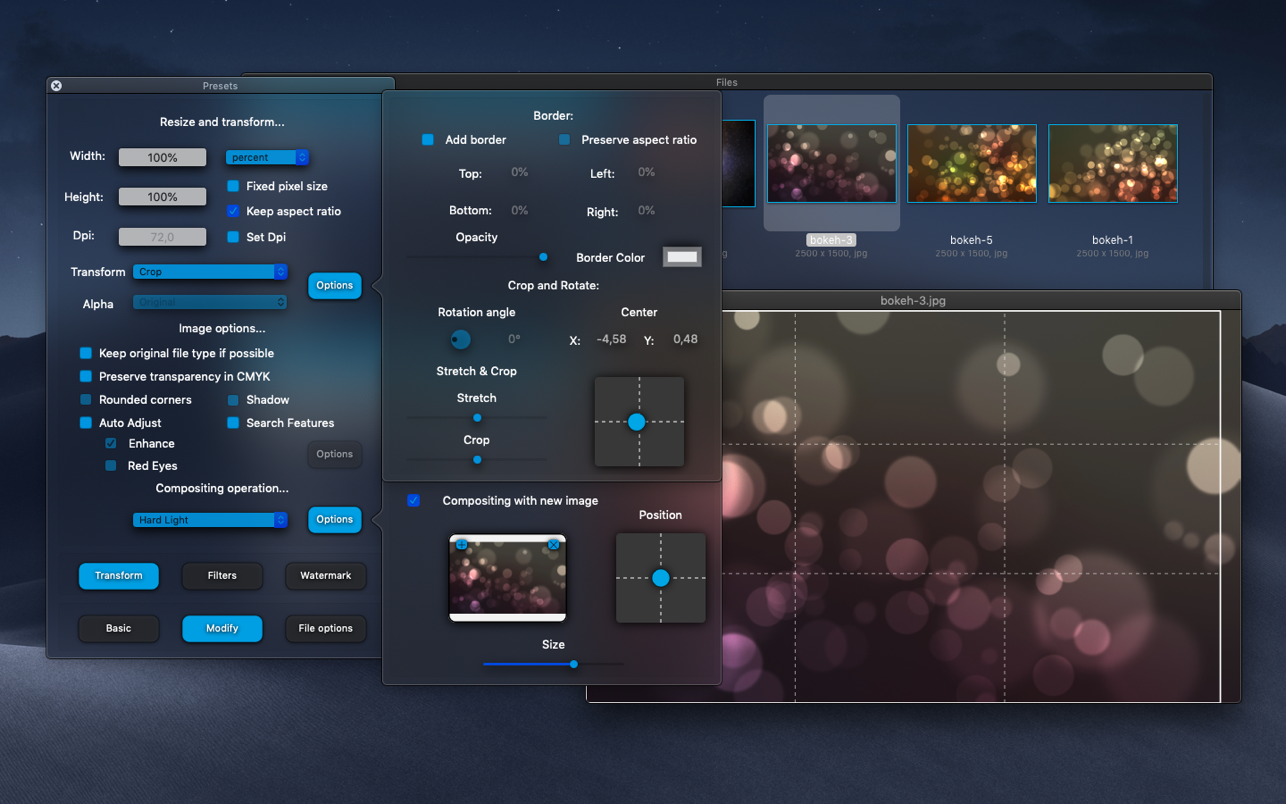 Presets
Resize and transform...
Width: 100% percent
Fixed pixel size
Height: 100%
Keep aspect ratio
Dpi: 72,0 Set Dpi
Transform Crop Options
Alpha Original
Image options...
Keep original file type if possible
Preserve transparency in CMYK
Rounded corners Shadow
Auto Adjust Search Features
Enhance
Red Eyes Options
Compositing operation...
Hard Light Options
Transform Filters Watermark
Basic Modify File options
Border:
Add border Preserve aspect ratio
Top: 0% Left: 0%
Bottom: 0% Right: 0%
Opacity
Border Color
Crop and Rotate:
Rotation angle Center
0° X: -4,58 Y: 0,48
Stretch & Crop
Stretch
Crop
Compositing with new image
Position
Size
Files
bokeh-3 bokeh-5 bokeh-1
2500 x 1500, jpg 2500 x 1500, jpg 2500 x 1500, jpg
bokeh-3.jpg